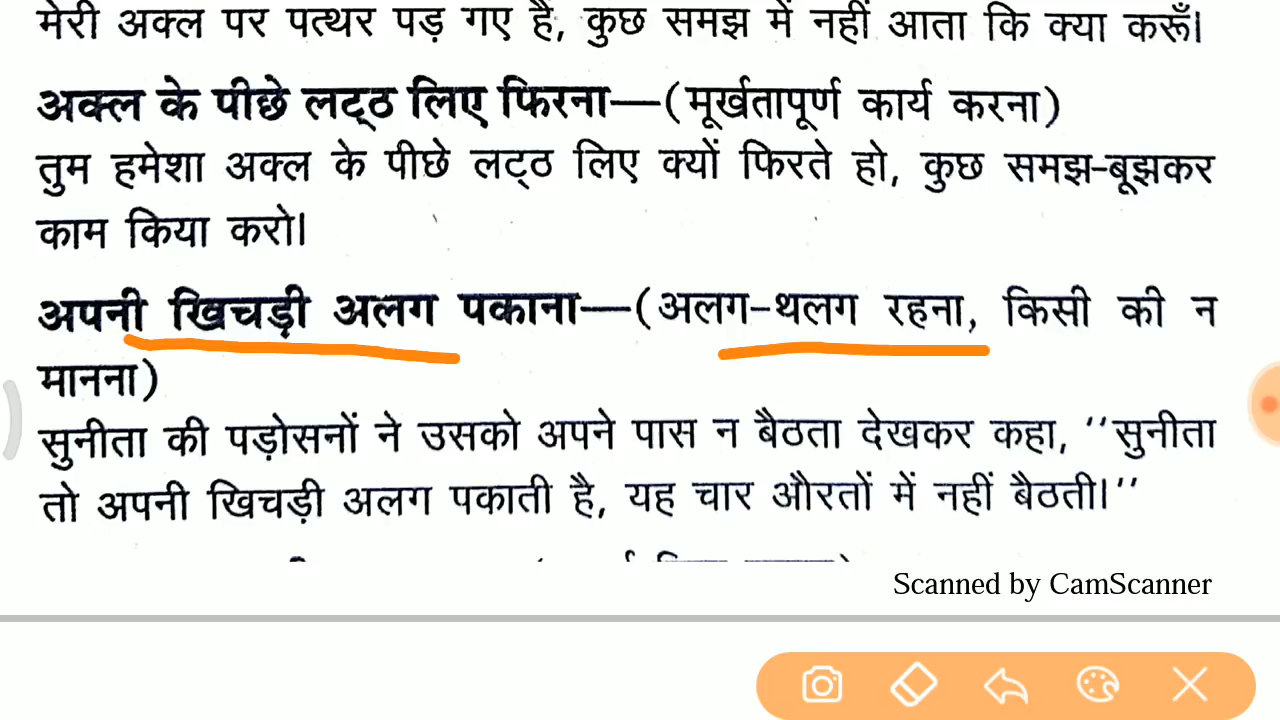 मेरी अक्ल पर पत्थर पड़ गए हैं, कुछ समझ में नहीं आता कि क्या करूँ।
अक्ल के पीछे लट्ठ लिए फिरना—(मूर्खतापूर्ण कार्य करना)
तुम हमेशा अक्ल के पीछे लट्ठ लिए क्यों फिरते हो, कुछ समझ-बूझकर
काम किया करो।
अपनी खिचड़ी अलग पकाना—(अलग-थलग रहना, किसी की न
मानना)
सुनीता की पड़ोसनों ने उसको अपने पास न बैठता देखकर कहा, ‘‘सुनीता
तो अपनी खिचड़ी अलग पकाती है, यह चार औरतों में नहीं बैठती।’’
Scanned by CamScanner